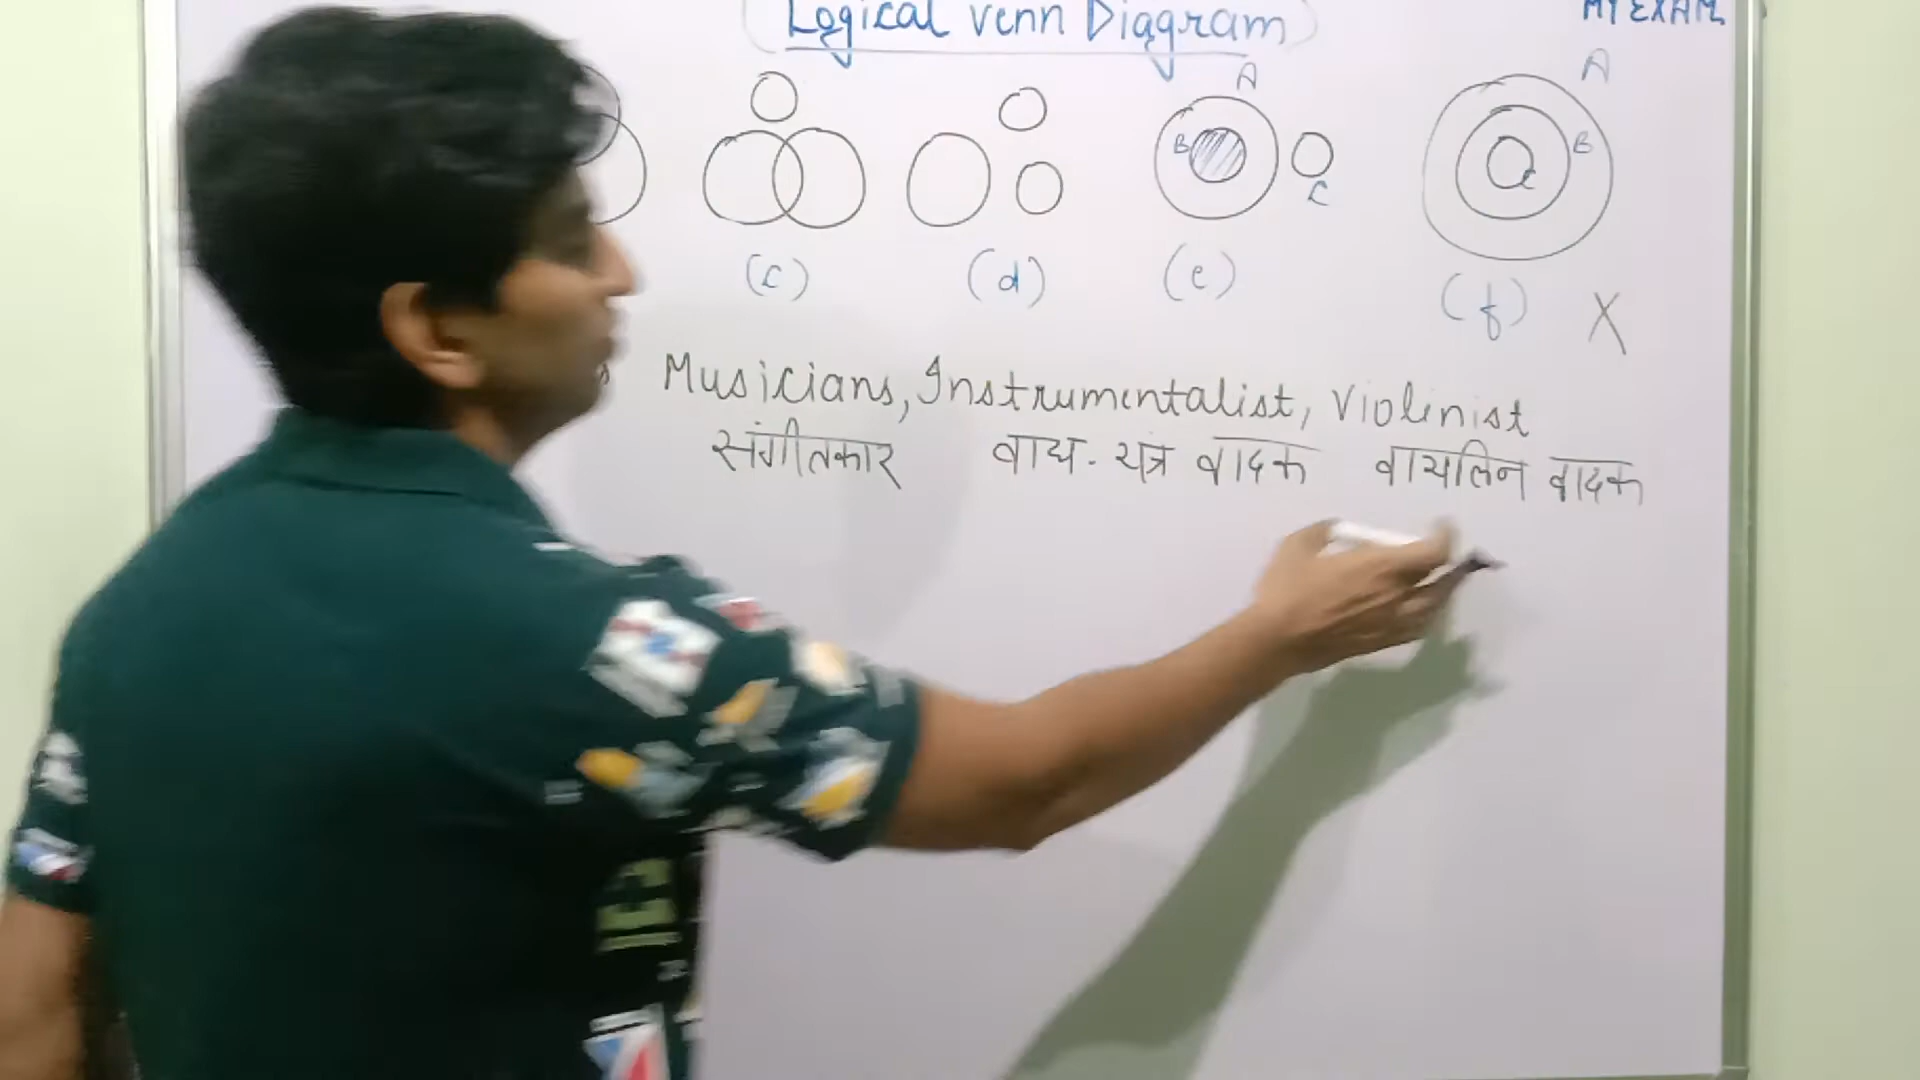 Logical Venn Diagram
MY EXAM
A
A
B
B
C
C
(c) (d) (e) (f) X
Musicians, Instrumentalist, Violinist
संगीतकार वाद्य - यंत्र वादक वायलिन वादक